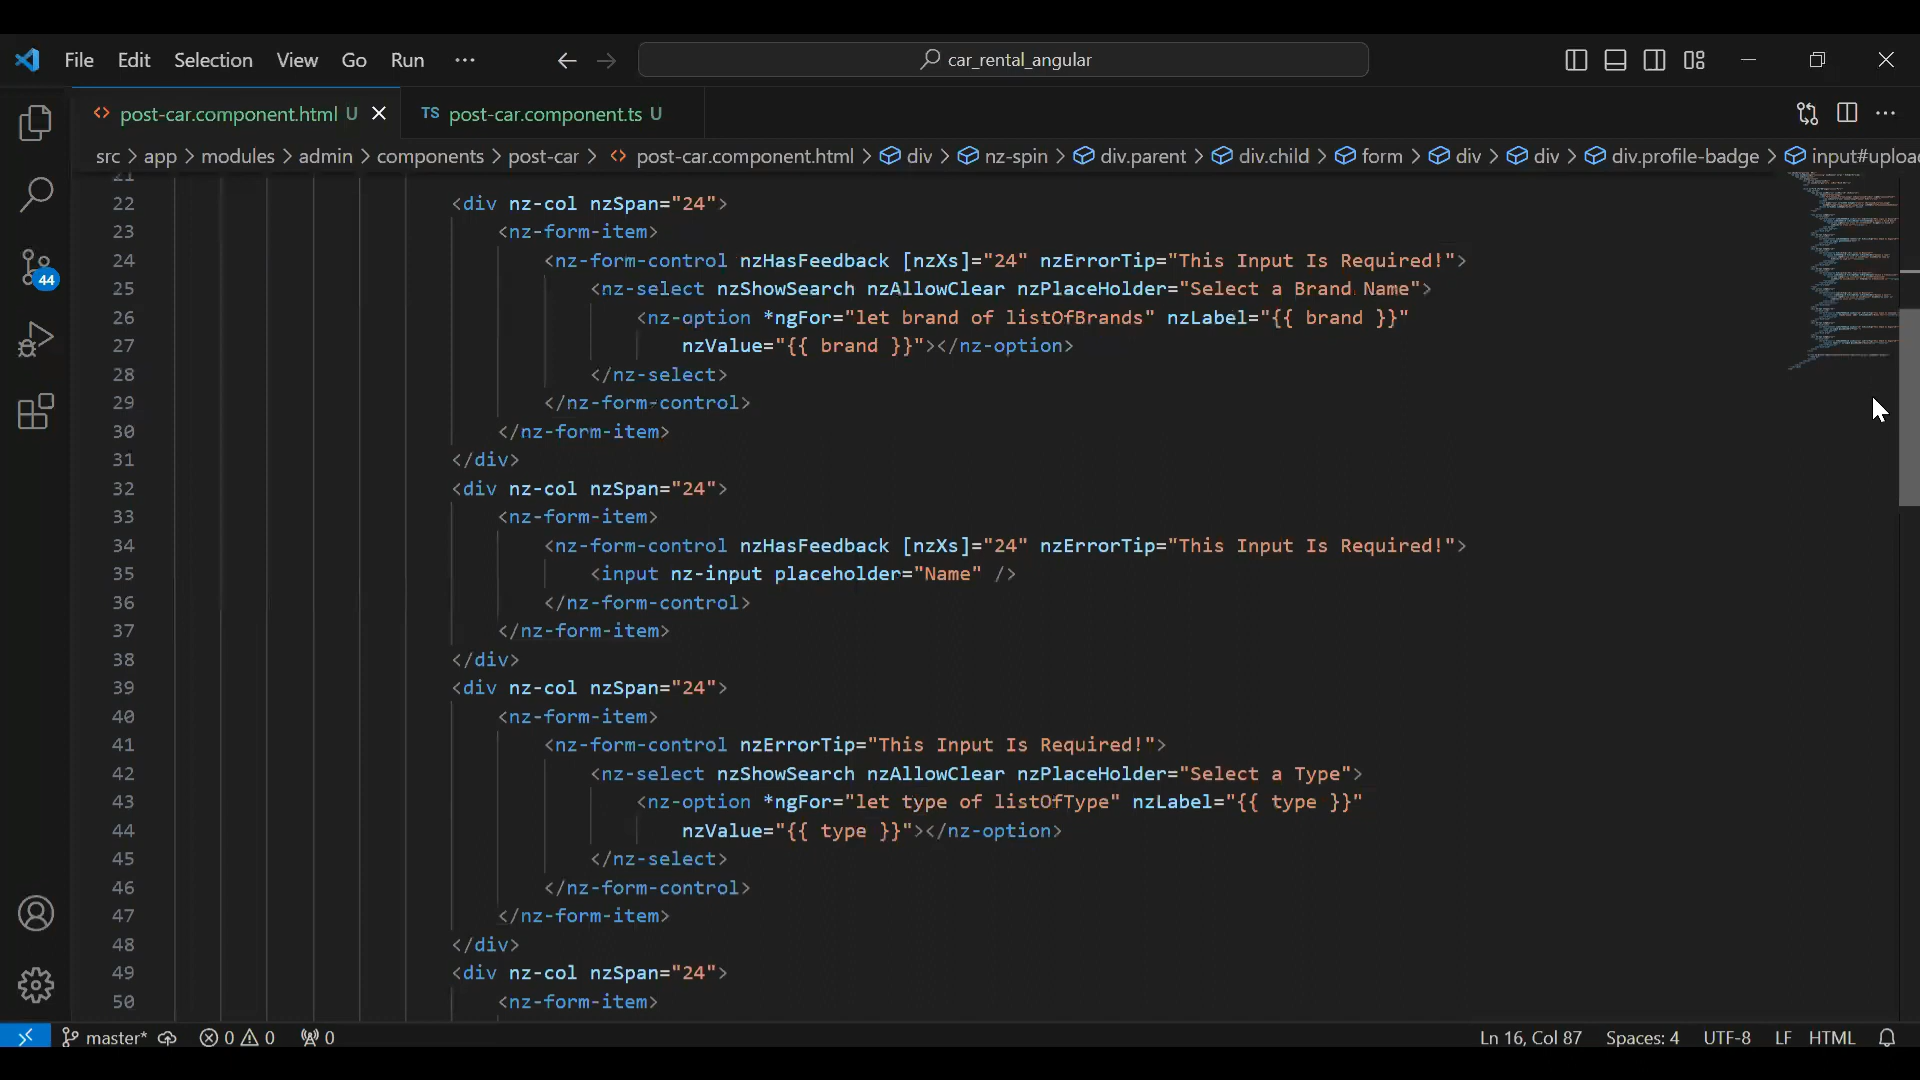 File Edit Selection View Go Run ··· car_rental_angular
post-car.component.html U TS post-car.component.ts U
src > app > modules > admin > components > post-car > post-car.component.html > div > nz-spin > div.parent > div.child > form > div > div > div.profile-badge > input#uploa
21
22 <div nz-col nzSpan="24">
23 <nz-form-item>
24 <nz-form-control nzHasFeedback [nzXs]="24" nzErrorTip="This Input Is Required!">
25 <nz-select nzShowSearch nzAllowClear nzPlaceHolder="Select a Brand Name">
26 <nz-option *ngFor="let brand of listOfBrands" nzLabel="{{ brand }}"
27 nzValue="{{ brand }}"></nz-option>
28 </nz-select>
29 </nz-form-control>
30 </nz-form-item>
31 </div>
32 <div nz-col nzSpan="24">
33 <nz-form-item>
34 <nz-form-control nzHasFeedback [nzXs]="24" nzErrorTip="This Input Is Required!">
35 <input nz-input placeholder="Name" />
36 </nz-form-control>
37 </nz-form-item>
38 </div>
39 <div nz-col nzSpan="24">
40 <nz-form-item>
41 <nz-form-control nzErrorTip="This Input Is Required!">
42 <nz-select nzShowSearch nzAllowClear nzPlaceHolder="Select a Type">
43 <nz-option *ngFor="let type of listOfType" nzLabel="{{ type }}"
44 nzValue="{{ type }}"></nz-option>
45 </nz-select>
46 </nz-form-control>
47 </nz-form-item>
48 </div>
49 <div nz-col nzSpan="24">
50 <nz-form-item>
44
master* 0 0 0 Ln 16, Col 87 Spaces: 4 UTF-8 LF HTML